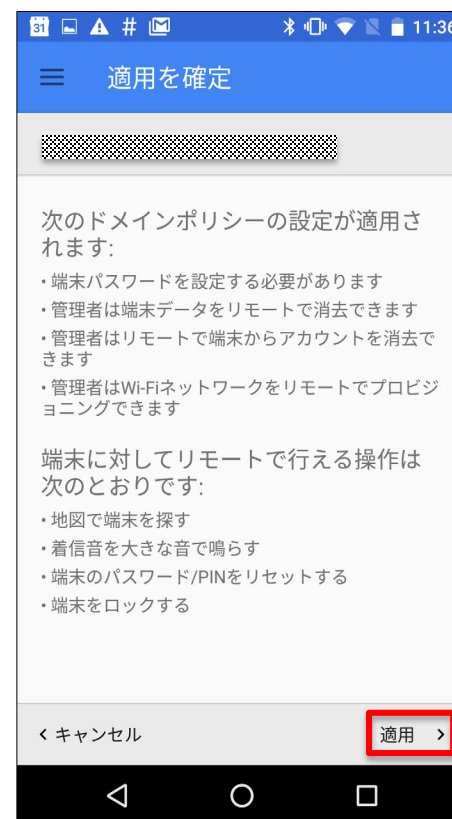 31 # 11:36
適用を確定
次のドメインポリシーの設定が適用さ
れます:
・端末パスワードを設定する必要があります
・管理者は端末データをリモートで消去できます
・管理者はリモートで端末からアカウントを消去で
きます
・管理者はWi-Fiネットワークをリモートでプロビジ
ョニングできます
端末に対してリモートで行える操作は
次のとおりです:
・地図で端末を探す
・着信音を大きな音で鳴らす
・端末のパスワード/PINをリセットする
・端末をロックする
キャンセル
適用